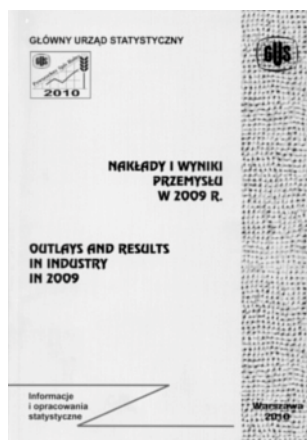 GŁÓWNY URZĄD STATYSTYCZNY
GUS
2010
NAKŁADY I WYNIKI
PRZEMYSŁU
W 2009 R.
OUTLAYS AND RESULTS
IN INDUSTRY
IN 2009
Informacje
i opracowania
statystyczne
Warszawa
2010